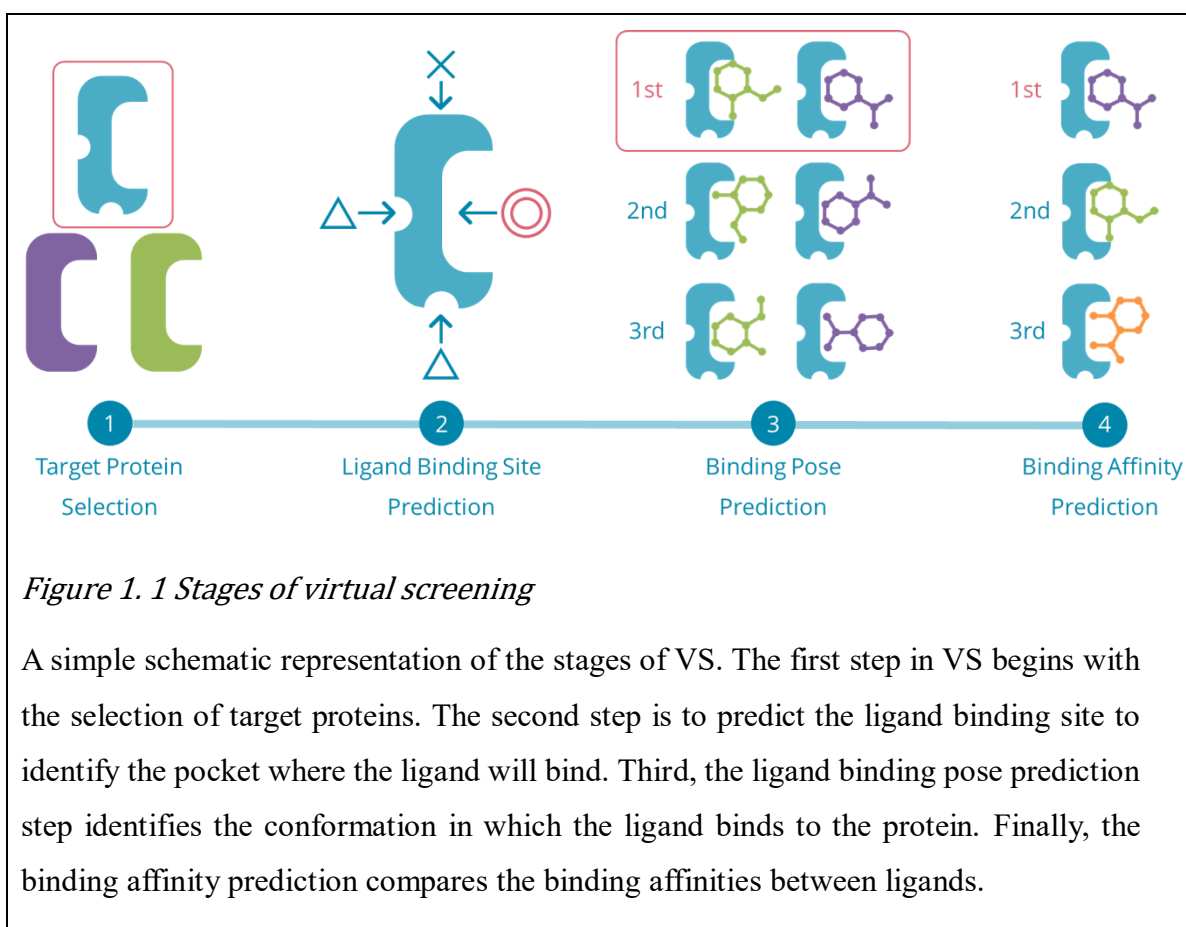 1st
2nd
3rd
1st
2nd
3rd
1
2
3
4
Target Protein
Selection
Ligand Binding Site
Prediction
Binding Pose
Prediction
Binding Affinity
Prediction
Figure 1. 1 Stages of virtual screening
A simple schematic representation of the stages of VS. The first step in VS begins with
the selection of target proteins. The second step is to predict the ligand binding site to
identify the pocket where the ligand will bind. Third, the ligand binding pose prediction
step identifies the conformation in which the ligand binds to the protein. Finally, the
binding affinity prediction compares the binding affinities between ligands.